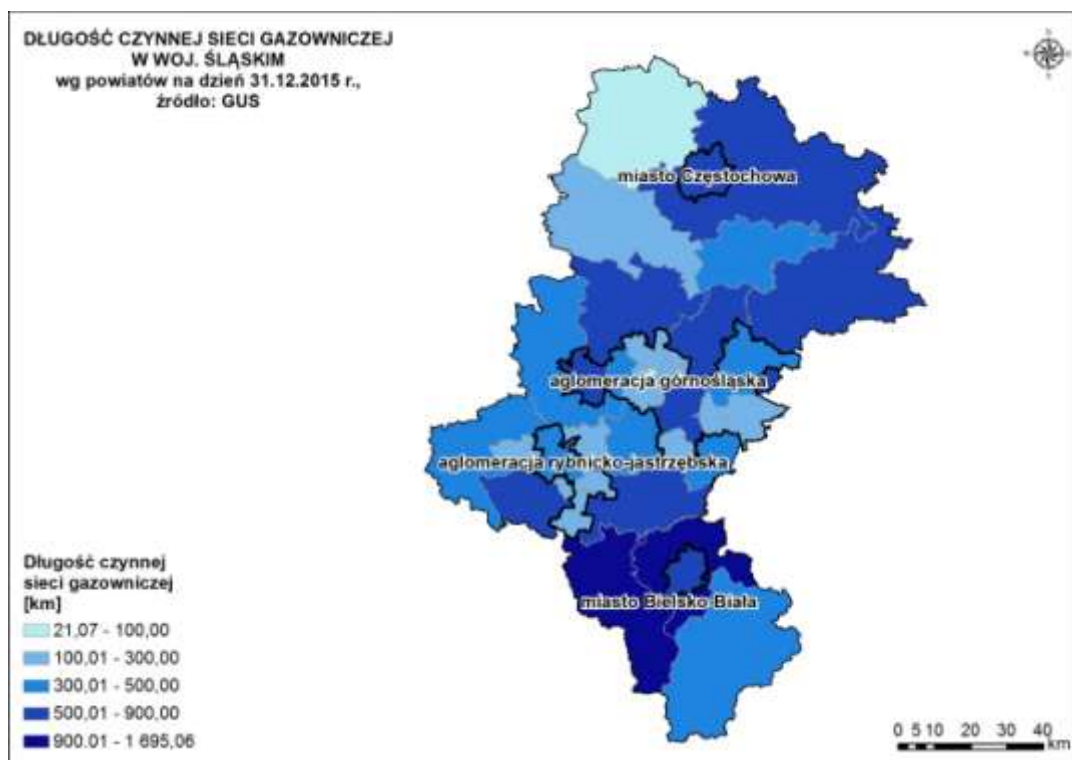 DŁUGOŚĆ CZYNNEJ SIECI GAZOWNICZEJ
W WOJ. ŚLĄSKIM
wg powiatów na dzień 31.12.2015 r.,
źródło: GUS
miasto Częstochowa
aglomeracja górnośląska
aglomeracja rybnicko-jastrzębska
miasto Bielsko-Biała
Długość czynnej
sieci gazowniczej
[km]
21,07 - 100,00
100,01 - 300,00
300,01 - 500,00
500,01 - 900,00
900.01 - 1 695,06
0 5 10 20 30 40
km